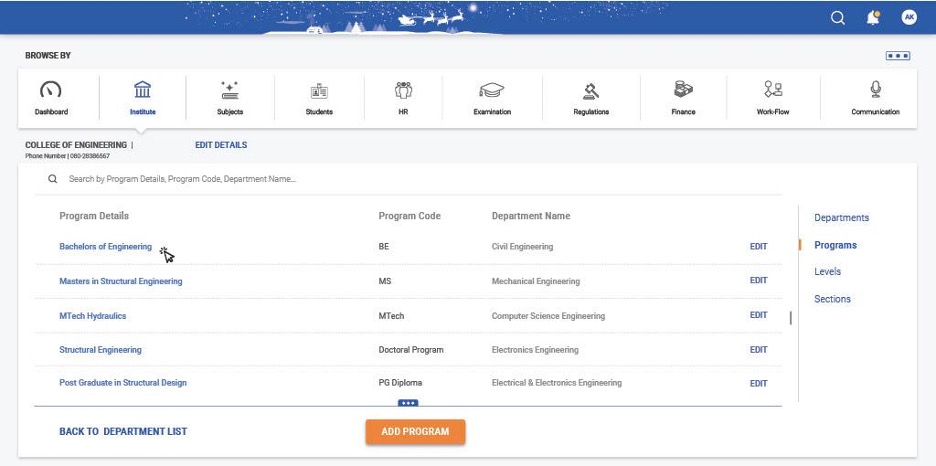 AK
BROWSE BY
Dashboard Institute Subjects Students HR Examination Regulations Finance Work-Flow Communication
COLLEGE OF ENGINEERING | EDIT DETAILS
Phone Number | 080-28386567
Search by Program Details, Program Code, Department Name...
Program Details Program Code Department Name
Bachelors of Engineering BE Civil Engineering EDIT
Masters in Structural Engineering MS Mechanical Engineering EDIT
MTech Hydraulics MTech Computer Science Engineering EDIT
Structural Engineering Doctoral Program Electronics Engineering EDIT
Post Graduate in Structural Design PG Diploma Electrical & Electronics Engineering EDIT
Departments
Programs
Levels
Sections
BACK TO DEPARTMENT LIST ADD PROGRAM